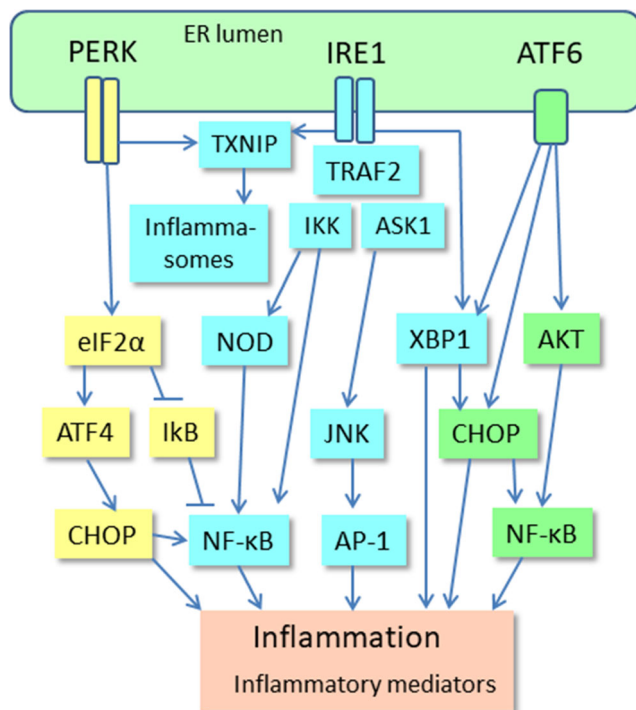 ER lumen
PERK
IRE1
ATF6
TXNIP
TRAF2
Inflamma-
somes
IKK
ASK1
eIF2α
NOD
XBP1
AKT
ATF4
IkB
JNK
CHOP
CHOP
NF-κB
AP-1
NF-κB
Inflammation
Inflammatory mediators